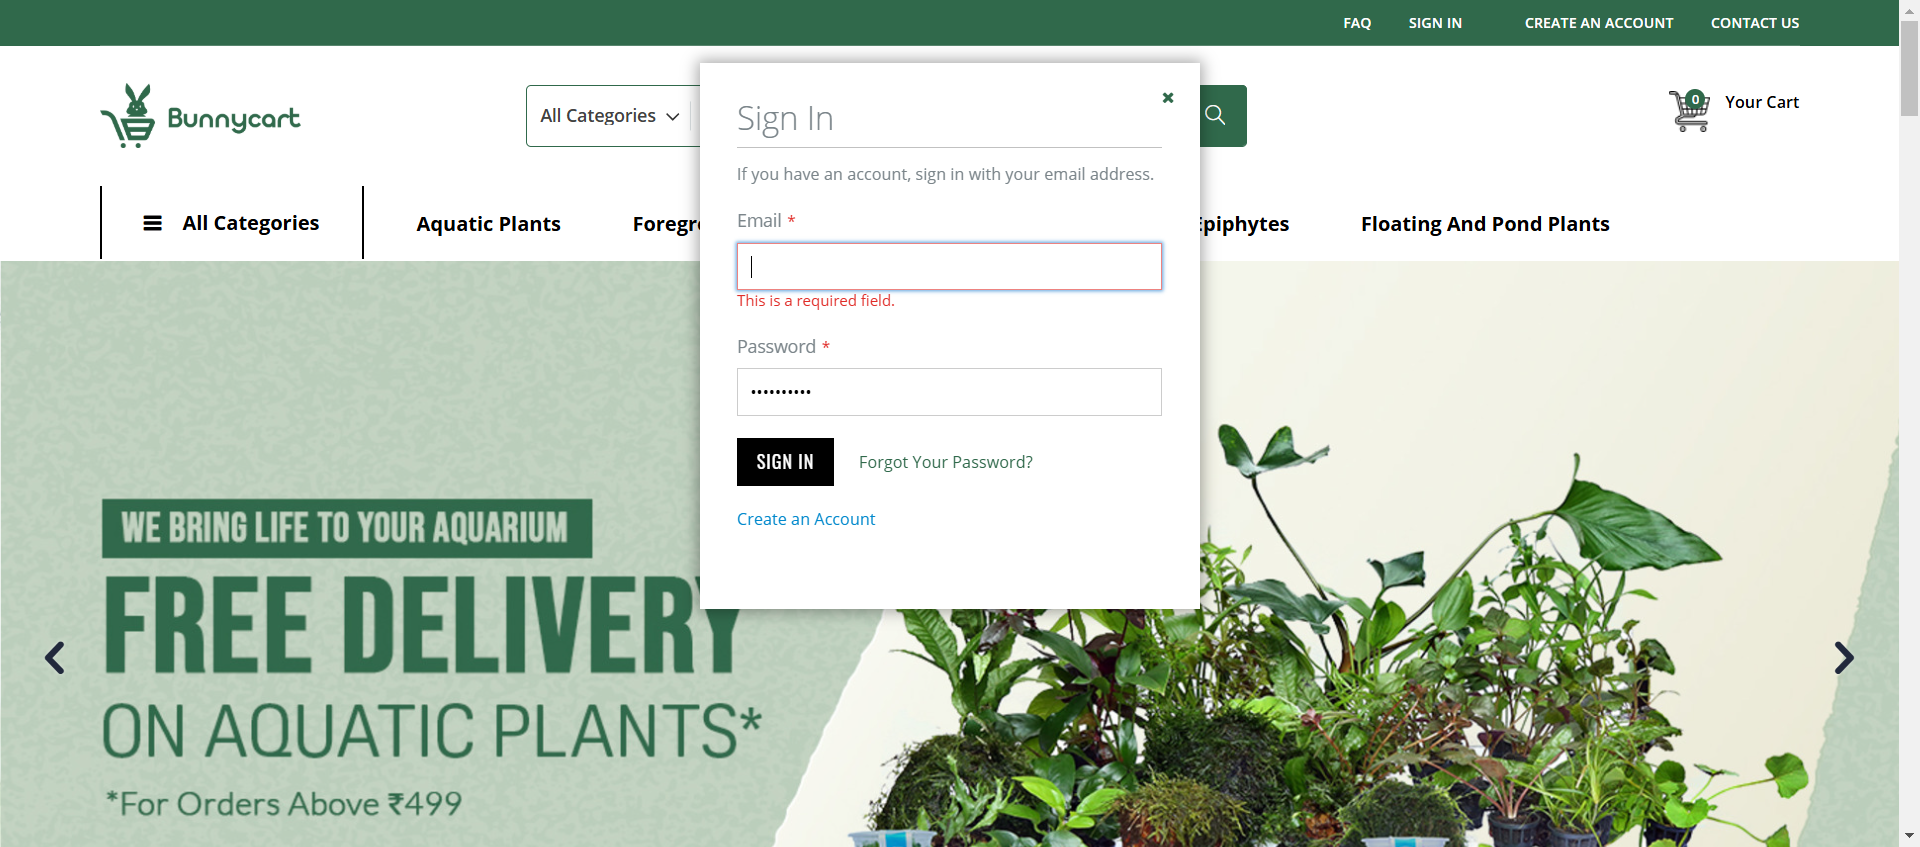 FAQ
SIGN IN
CREATE AN ACCOUNT
CONTACT US
Bunnycart
All Categories
0
Your Cart
All Categories
Aquatic Plants
Foregr
Epiphytes
Floating And Pond Plants
Sign In
If you have an account, sign in with your email address.
Email *
This is a required field.
Password *
••••••••••
SIGN IN
Forgot Your Password?
Create an Account
WE BRING LIFE TO YOUR AQUARIUM
FREE DELIVERY
ON AQUATIC PLANTS*
*For Orders Above ₹499